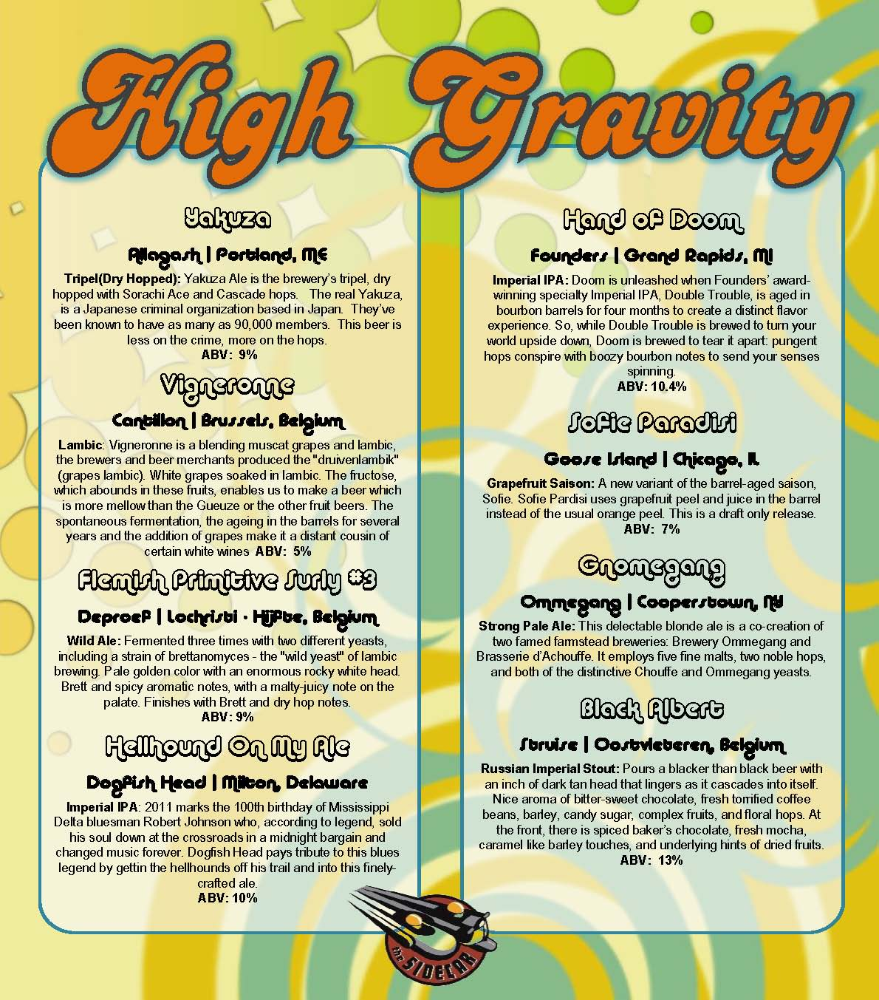 High Gravity
Yakuza
Allagash | Portland, ME
Tripel(Dry Hopped): Yakuza Ale is the brewery's tripel, dry
hopped with Sorachi Ace and Cascade hops. The real Yakuza,
is a Japanese criminal organization based in Japan. They've
been known to have as many as 90,000 members. This beer is
less on the crime, more on the hops.
ABV: 9%
Vigneronne
Cantillon | Brussels, Belgium
Lambic: Vigneronne is a blending muscat grapes and lambic,
the brewers and beer merchants produced the "druivenlambik"
(grapes lambic). White grapes soaked in lambic. The fructose,
which abounds in these fruits, enables us to make a beer which
is more mellow than the Gueuze or the other fruit beers. The
spontaneous fermentation, the ageing in the barrels for several
years and the addition of grapes make it a distant cousin of
certain white wines ABV: 5%
Flemish Primitive Surly #3
Deproef | Lochristi - Hijfte, Belgium
Wild Ale: Fermented three times with two different yeasts,
including a strain of brettanomyces - the "wild yeast" of lambic
brewing. Pale golden color with an enormous rocky white head.
Brett and spicy aromatic notes, with a malty-juicy note on the
palate. Finishes with Brett and dry hop notes.
ABV: 9%
Hellhound On My Ale
Dogfish Head | Milton, Delaware
Imperial IPA: 2011 marks the 100th birthday of Mississippi
Delta bluesman Robert Johnson who, according to legend, sold
his soul down at the crossroads in a midnight bargain and
changed music forever. Dogfish Head pays tribute to this blues
legend by gettin the hellhounds off his trail and into this finely-
crafted ale.
ABV: 10%
Hand of Doom
Founders | Grand Rapids, MI
Imperial IPA: Doom is unleashed when Founders' award-
winning specialty Imperial IPA, Double Trouble, is aged in
bourbon barrels for four months to create a distinct flavor
experience. So, while Double Trouble is brewed to turn your
world upside down, Doom is brewed to tear it apart: pungent
hops conspire with boozy bourbon notes to send your senses
spinning.
ABV: 10.4%
Sofie Paradisi
Goose Island | Chicago, IL
Grapefruit Saison: A new variant of the barrel-aged saison,
Sofie. Sofie Pardisi uses grapefruit peel and juice in the barrel
instead of the usual orange peel. This is a draft only release.
ABV: 7%
Gnomegang
Ommegang | Cooperstown, NY
Strong Pale Ale: This delectable blonde ale is a co-creation of
two famed farmstead breweries: Brewery Ommegang and
Brasserie d'Achouffe. It employs five fine malts, two noble hops,
and both of the distinctive Chouffe and Ommegang yeasts.
Black Albert
Struise | Oostvleteren, Belgium
Russian Imperial Stout: Pours a blacker than black beer with
an inch of dark tan head that lingers as it cascades into itself.
Nice aroma of bitter-sweet chocolate, fresh torrified coffee
beans, barley, candy sugar, complex fruits, and floral hops. At
the front, there is spiced baker's chocolate, fresh mocha,
caramel like barley touches, and underlying hints of dried fruits.
ABV: 13%
the SIDECAR